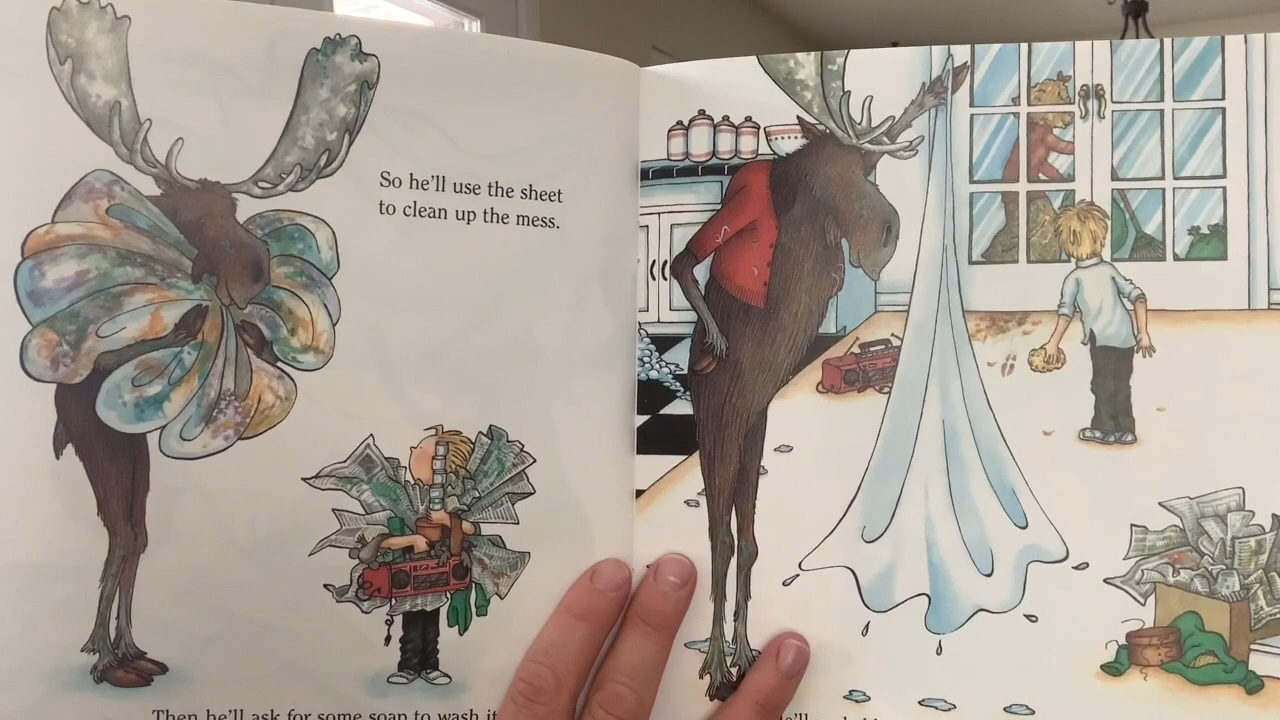 So he'll use the sheet
to clean up the mess.
Then he'll ask for some soap to wash it